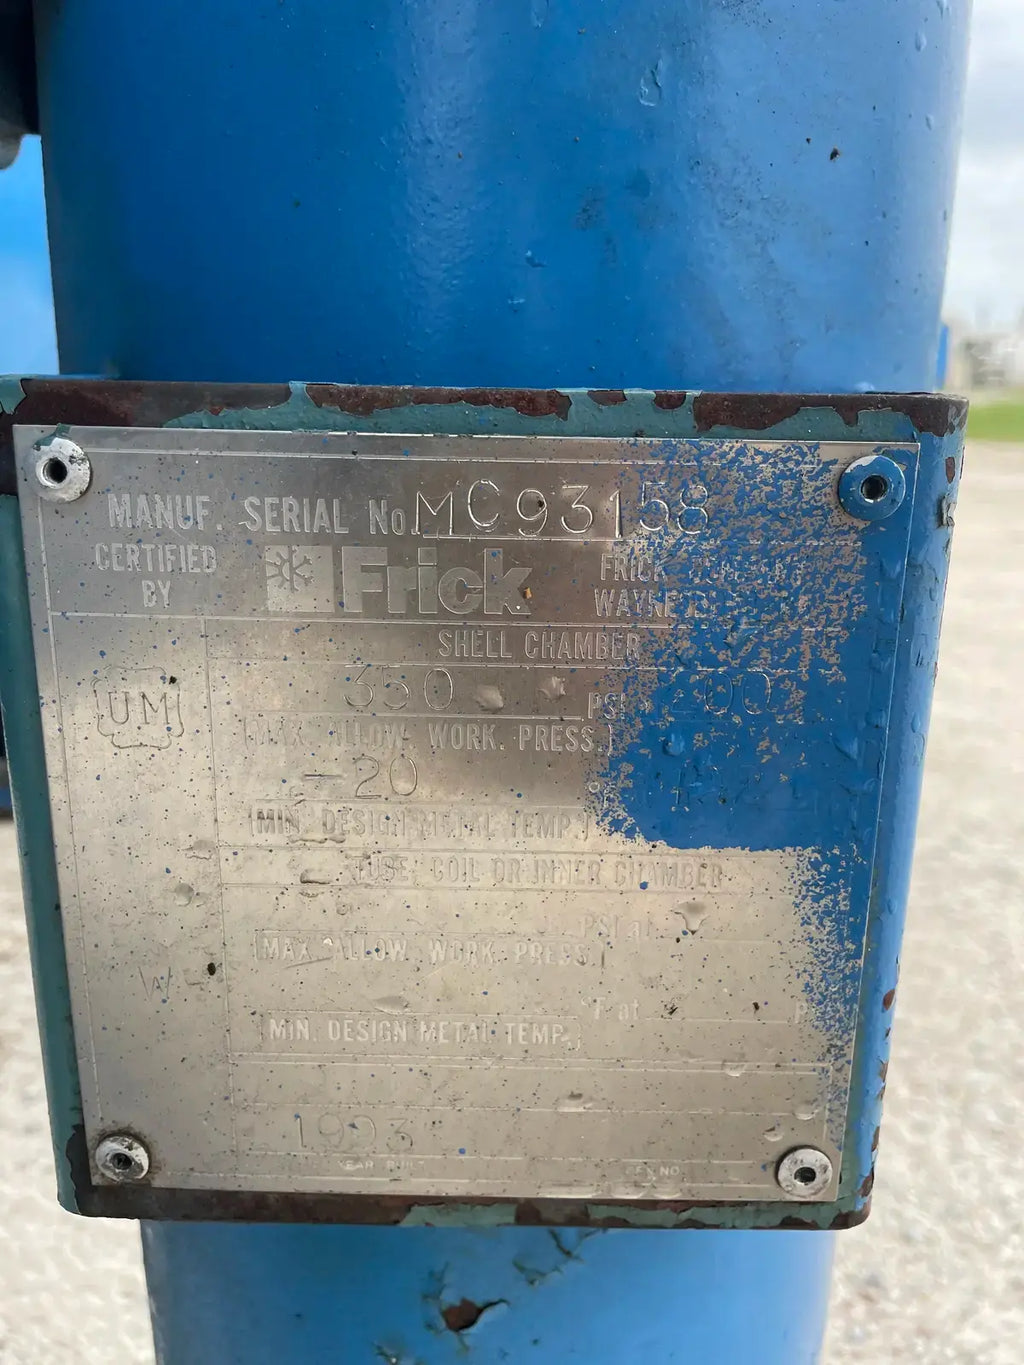 MANUF. SERIAL No. MC93158
CERTIFIED BY Frick FRICK
WAYNE
SHELL CHAMBER
UM
350 PSI 200
(MAX. ALLOW. WORK. PRESS.)
-20 °F
(MIN. DESIGN METAL TEMP.)
TUBE, COIL OR INNER CHAMBER
PSI at
(MAX. ALLOW. WORK. PRESS.)
W
°F at
(MIN. DESIGN METAL TEMP.)
1993
YEAR BUILT